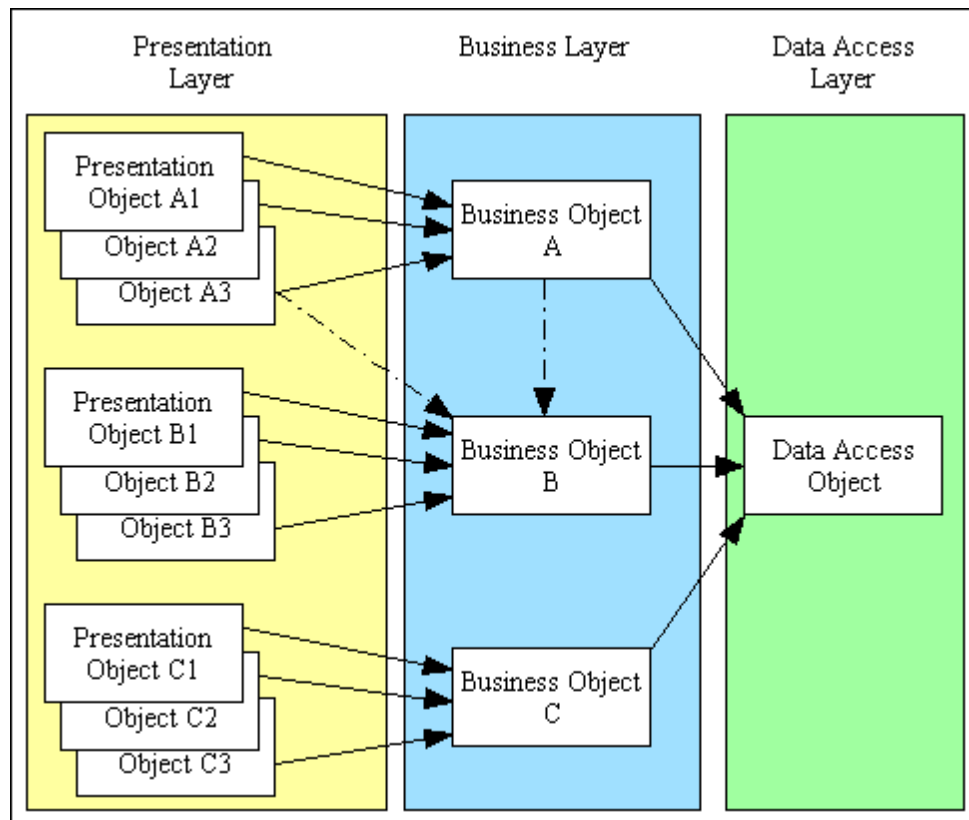 Presentation
Layer
Business Layer
Data Access
Layer
Presentation
Object A1
Object A2
Object A3
Business Object
A
Presentation
Object B1
Object B2
Object B3
Business Object
B
Data Access
Object
Presentation
Object C1
Object C2
Object C3
Business Object
C